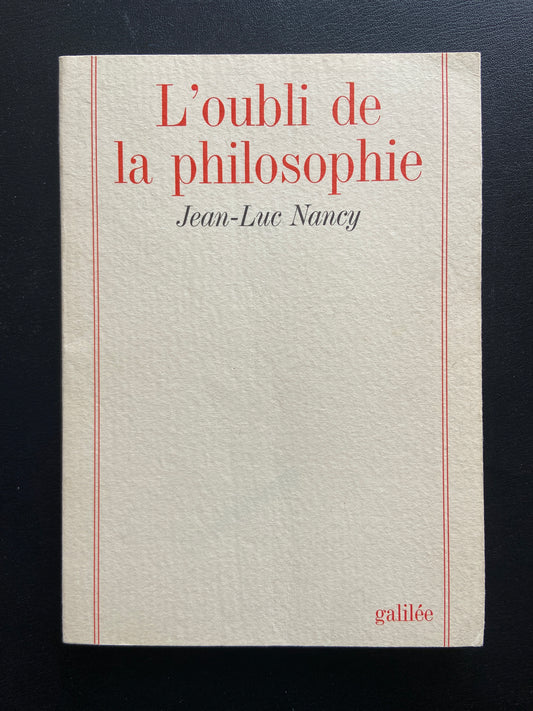 L'oubli de
la philosophie
Jean-Luc Nancy
galilée